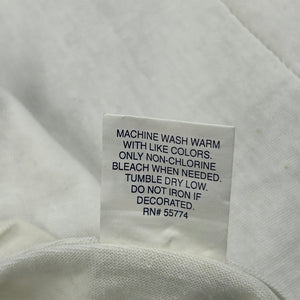 MACHINE WASH WARM
WITH LIKE COLORS.
ONLY NON-CHLORINE
BLEACH WHEN NEEDED.
TUMBLE DRY LOW.
DO NOT IRON IF
DECORATED.
RN# 55774